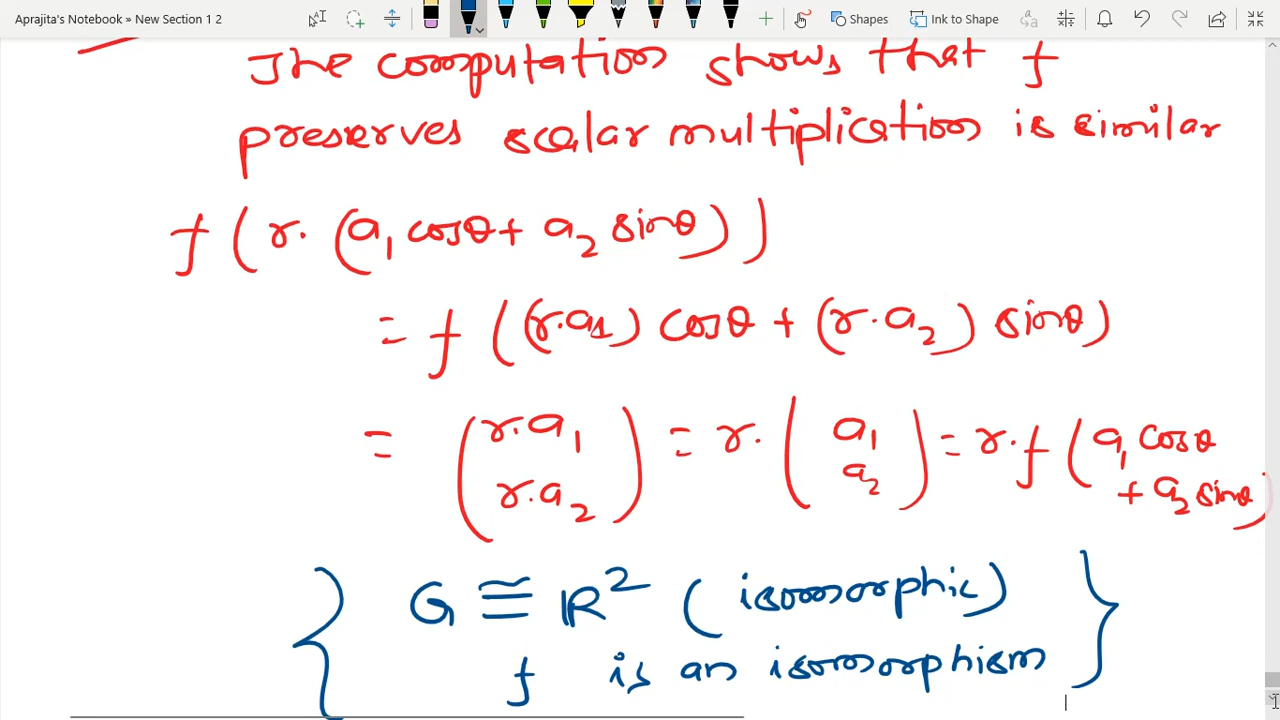 Aprajita's Notebook » New Section 1 2
Shapes
Ink to Shape
The computation shows that f
preserves scalar multiplication is similar
f ( r. (a₁ cosθ + a₂ sinθ) )
= f ((r.a₁) cosθ + (r.a₂) sinθ)
= (r.a₁ r.a₂) = r. (a₁ a₂) = r.f (a₁ cosθ + a₂ sinθ)
{ G ≅ ℝ² (isomorphic)
f is an isomorphism }